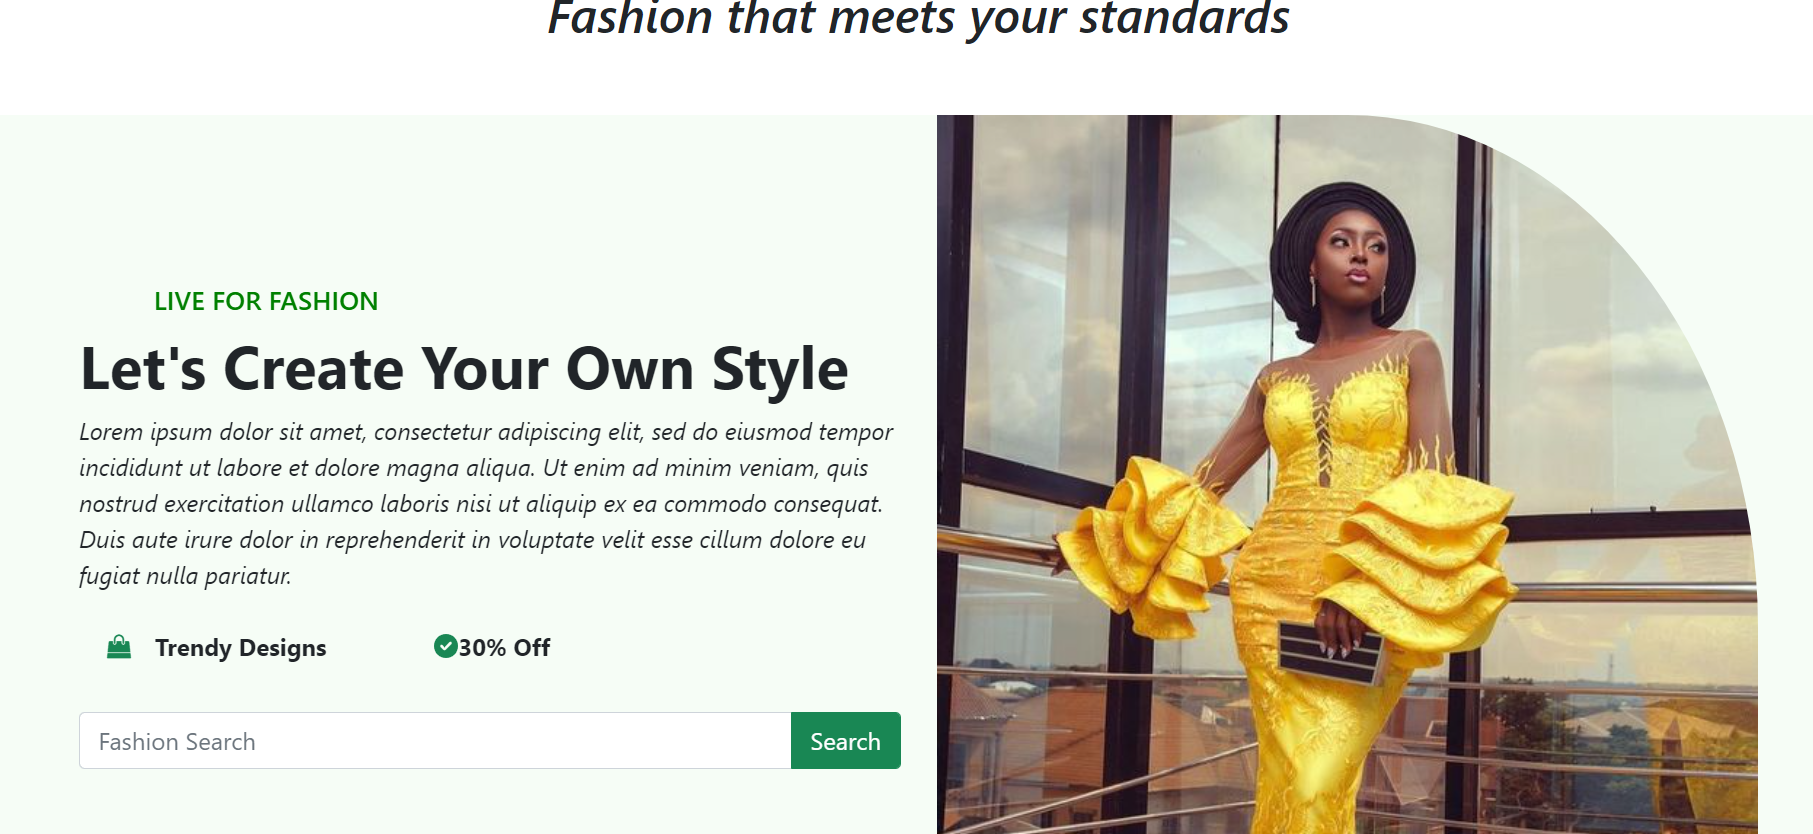 Fashion that meets your standards
LIVE FOR FASHION
Let's Create Your Own Style
Lorem ipsum dolor sit amet, consectetur adipiscing elit, sed do eiusmod tempor
incididunt ut labore et dolore magna aliqua. Ut enim ad minim veniam, quis
nostrud exercitation ullamco laboris nisi ut aliquip ex ea commodo consequat.
Duis aute irure dolor in reprehenderit in voluptate velit esse cillum dolore eu
fugiat nulla pariatur.
Trendy Designs 30% Off
Fashion Search Search